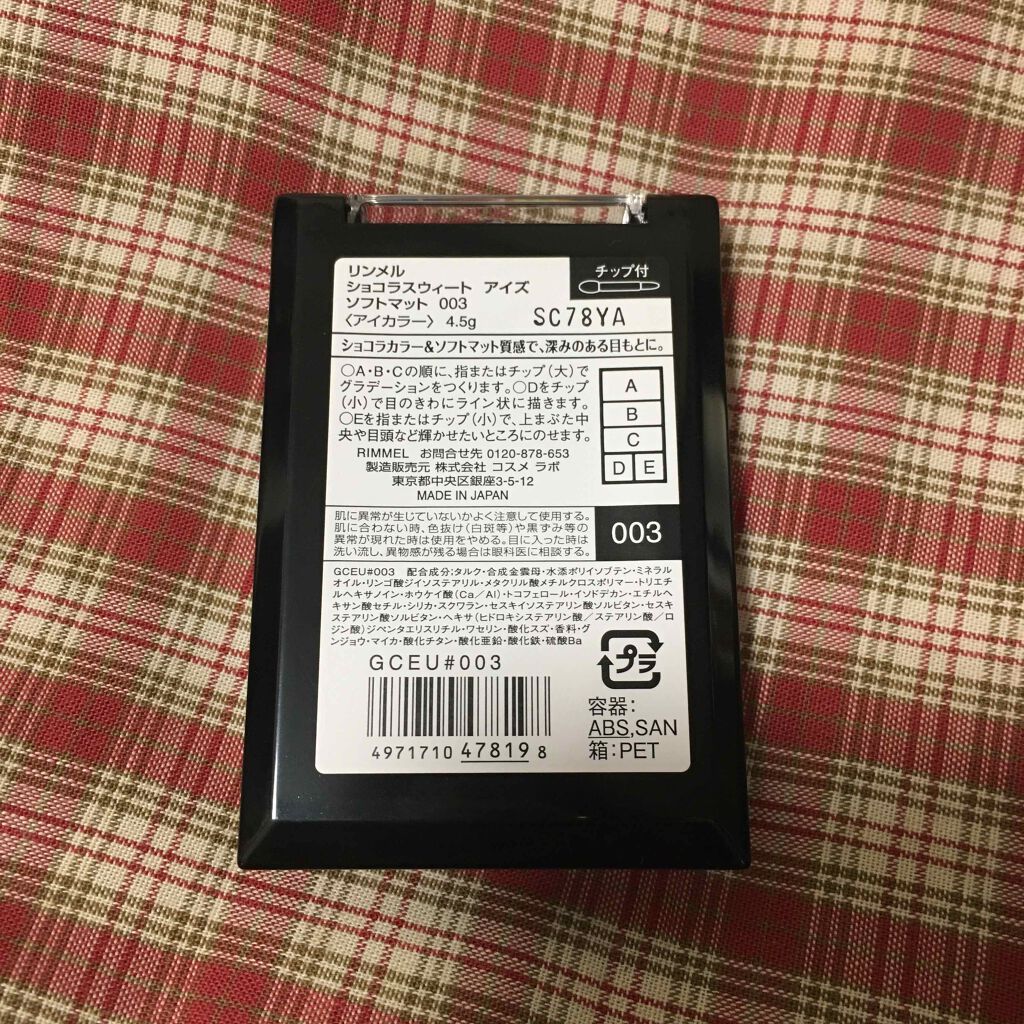 リンメル
ショコラスウィート アイズ
ソフトマット 003
〈アイカラー〉 4.5g
チップ付
SC78YA
ショコラカラー&ソフトマット質感で、深みのある目もとに。
○A・B・Cの順に、指またはチップ(大)で
グラデーションをつくります。○Dをチップ
(小)で目のきわにライン状に描きます。
○Eを指またはチップ(小)で、上まぶた中
央や目頭など輝かせたいところにのせます。
A
B
C
D E
RIMMEL お問合せ先 0120-878-653
製造販売元 株式会社 コスメ ラボ
東京都中央区銀座3-5-12
MADE IN JAPAN
肌に異常が生じていないかよく注意して使用する。
肌に合わない時、色抜け(白斑等)や黒ずみ等の
異常が現れた時は使用をやめる。目に入った時は
洗い流し、異物感が残る場合は眼科医に相談する。
003
GCEU#003 配合成分:タルク・合成金雲母・水添ポリイソブテン・ミネラル
オイル・リンゴ酸ジイソステアリル・メタクリル酸メチルクロスポリマー・トリエチ
ルヘキサノイン・ホウケイ酸(Ca/Al)・トコフェロール・イソドデカン・エチルヘ
キサン酸セチル・シリカ・スクワラン・セスキイソステアリン酸ソルビタン・セスキ
ステアリン酸ソルビタン・ヘキサ(ヒドロキシステアリン酸/ステアリン酸/ロ
ジン酸)ジペンタエリスリチル・ワセリン・酸化スズ・香料・グ
ンジョウ・マイカ・酸化チタン・酸化亜鉛・酸化鉄・硫酸Ba
GCEU#003
プラ
容器:
ABS,SAN
箱:PET
4971710 47819 8